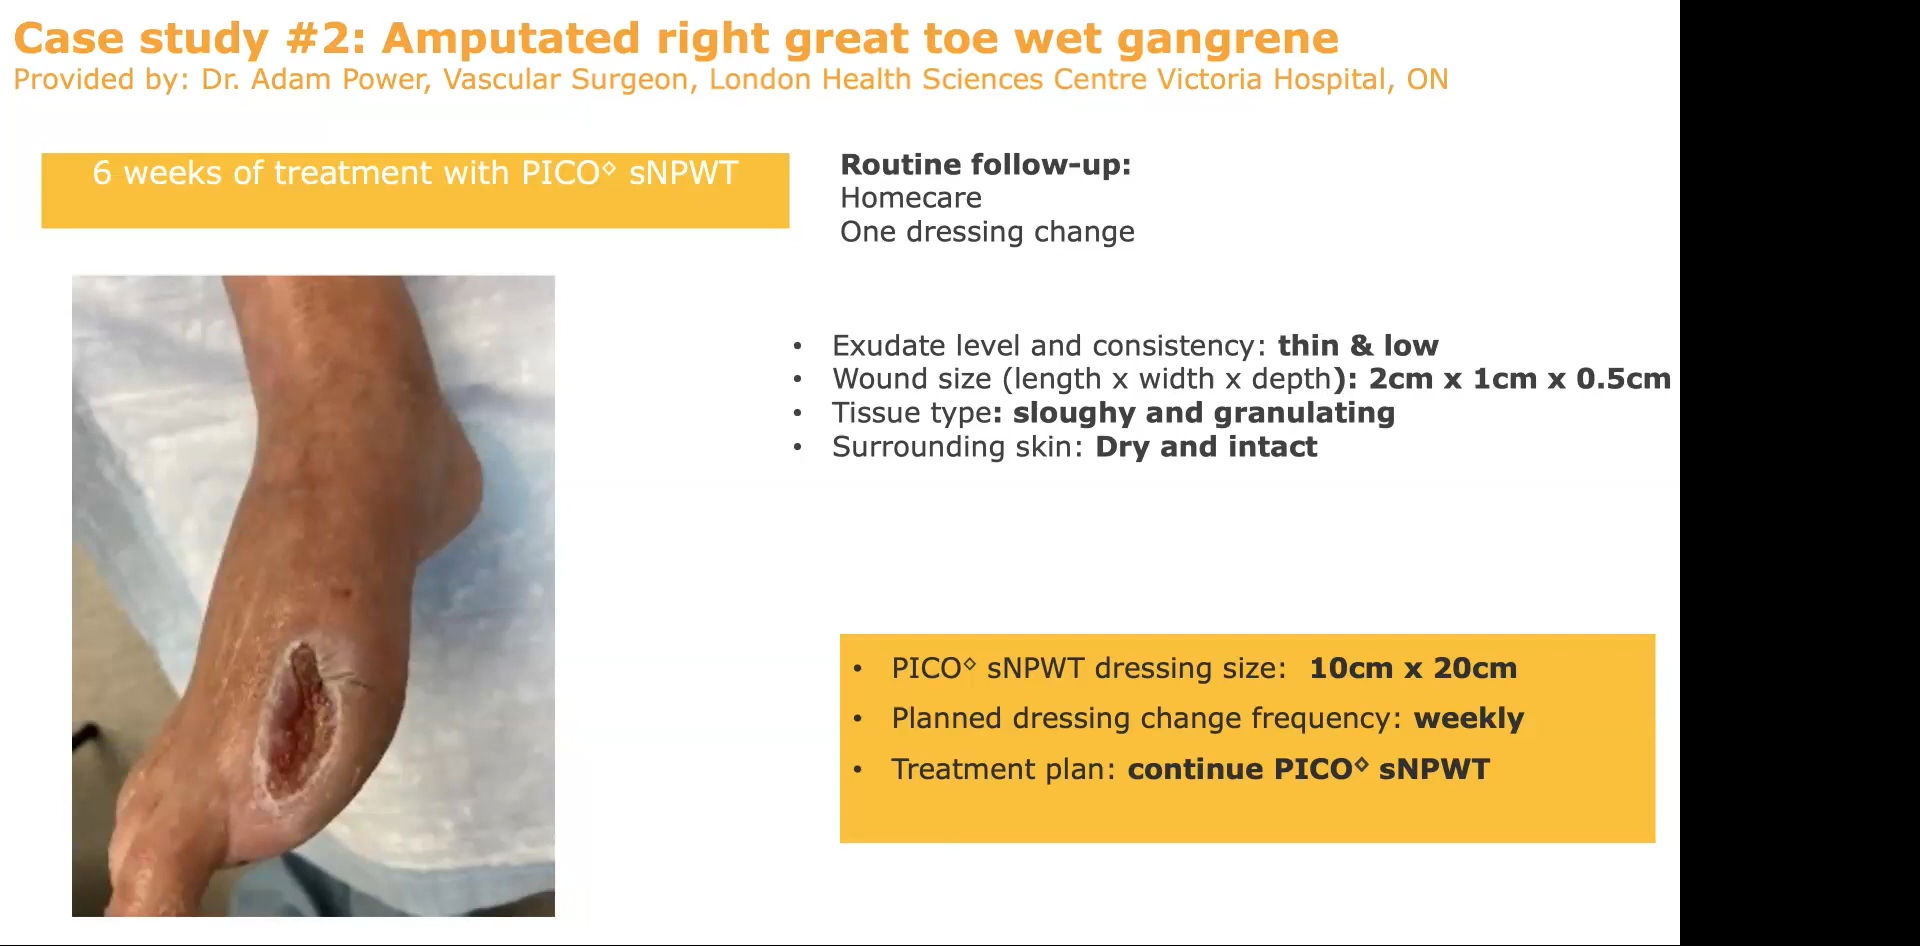 Case study #2: Amputated right great toe wet gangrene
Provided by: Dr. Adam Power, Vascular Surgeon, London Health Sciences Centre Victoria Hospital, ON
6 weeks of treatment with PICO◇ sNPWT
Routine follow-up:
Homecare
One dressing change
• Exudate level and consistency: thin & low
• Wound size (length x width x depth): 2cm x 1cm x 0.5cm
• Tissue type: sloughy and granulating
• Surrounding skin: Dry and intact
• PICO◇ sNPWT dressing size: 10cm x 20cm
• Planned dressing change frequency: weekly
• Treatment plan: continue PICO◇ sNPWT